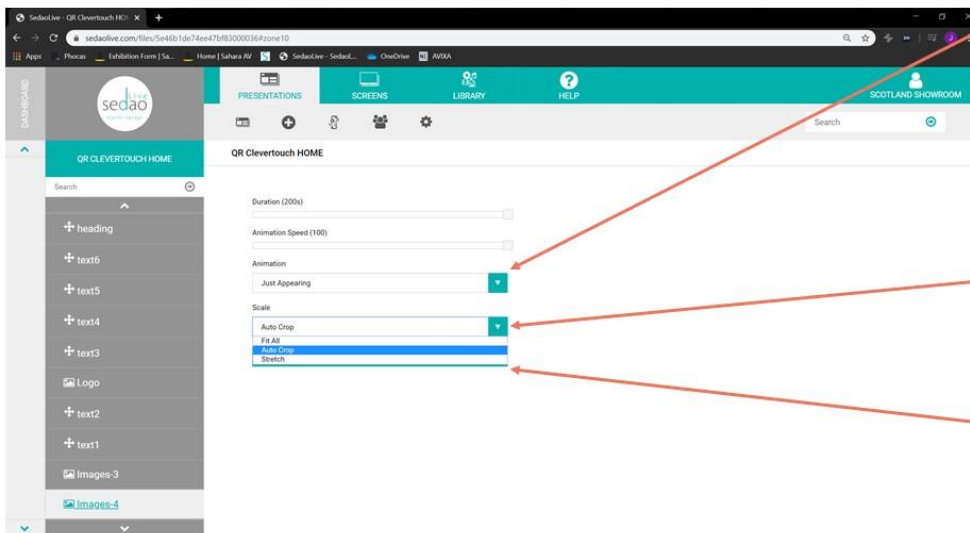 SedaoLive - QR Clevertouch HO
sedaolive.com/files/5e46b1de74ee47bf83000036#zone10
Apps
Phocas
Exhibition Form | Sa...
Home | Sahara AV
SedaoLive - SedaoL...
OneDrive
AVIXA
DASHBOARD
sedao
Live
digital signage
PRESENTATIONS
SCREENS
LIBRARY
HELP
SCOTLAND SHOWROOM
Search
QR CLEVERTOUCH HOME
QR Clevertouch HOME
Search
heading
text6
text5
text4
text3
Logo
text2
text1
Images-3
Images-4
Duration (200s)
Animation Speed (100)
Animation
Just Appearing
Scale
Auto Crop
Fit All
Auto Crop
Stretch